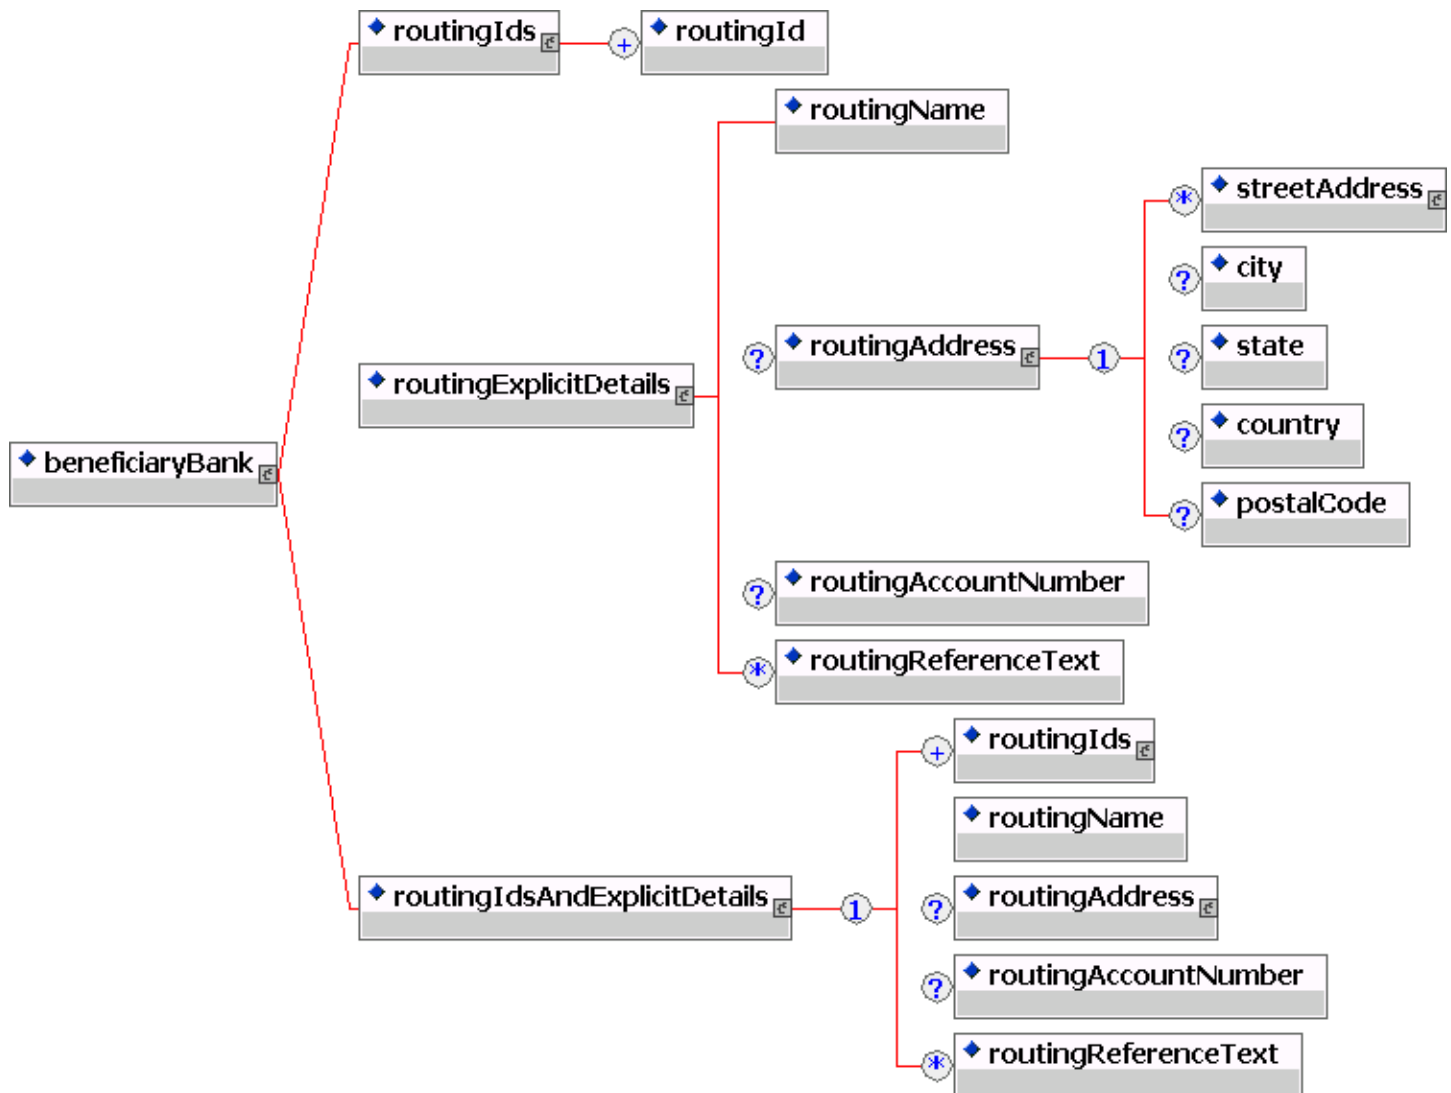 routingIds
+
routingId
routingName
*
streetAddress
?
city
?
routingAddress
1
?
state
routingExplicitDetails
?
country
beneficiaryBank
?
postalCode
?
routingAccountNumber
*
routingReferenceText
+
routingIds
routingName
routingIdsAndExplicitDetails
1
?
routingAddress
?
routingAccountNumber
*
routingReferenceText